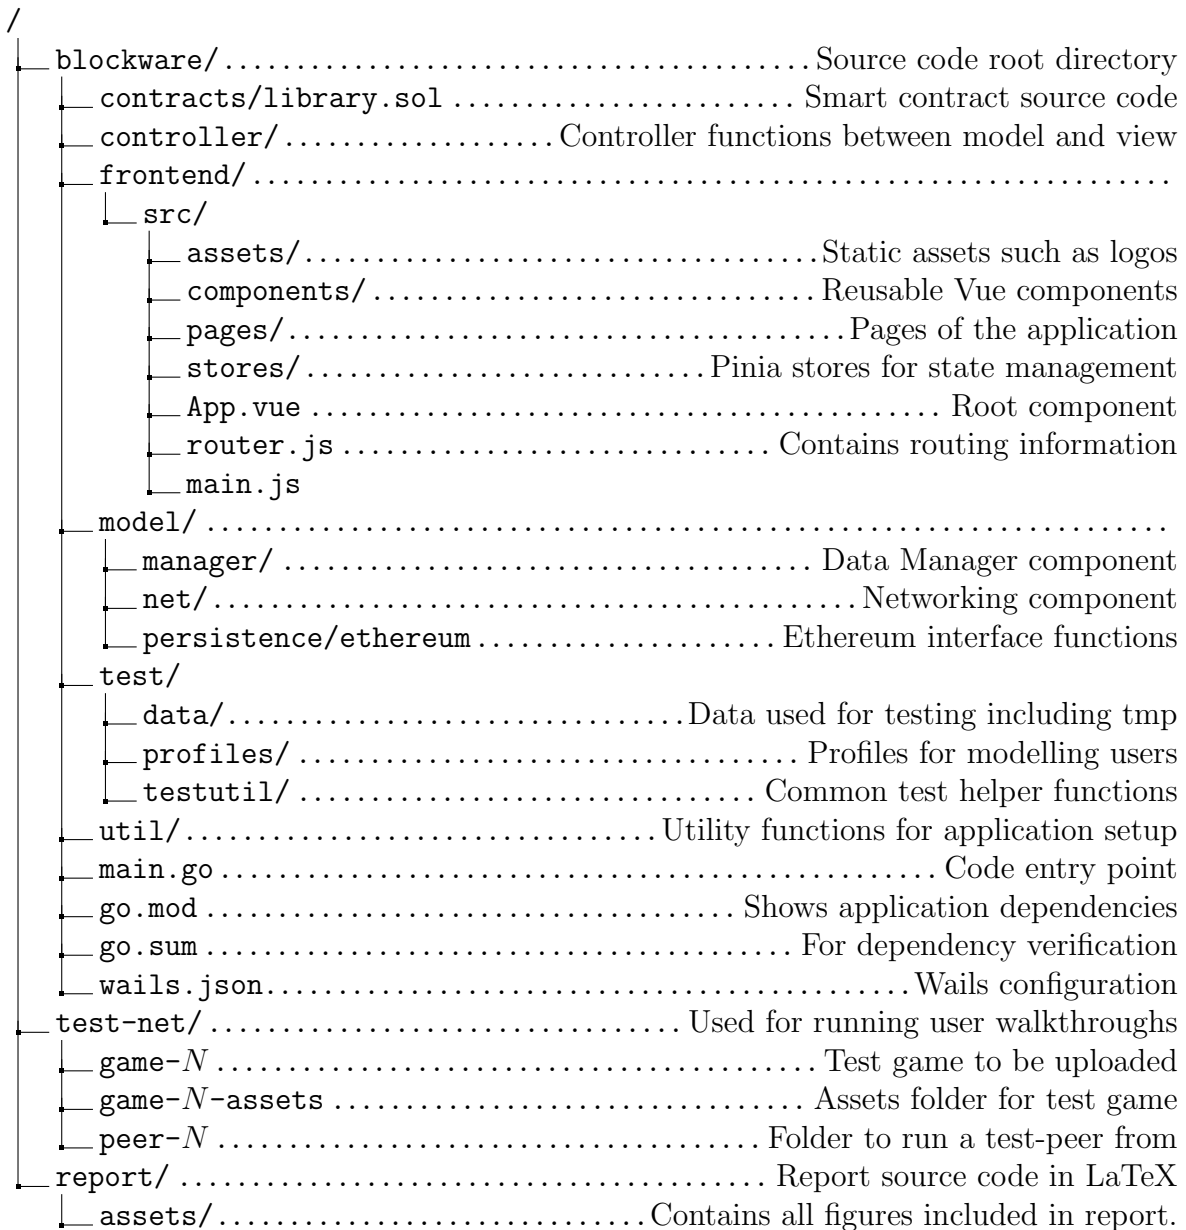 /
blockware/ ........................................ Source code root directory
contracts/library.sol ........................ Smart contract source code
controller/ ................... Controller functions between model and view
frontend/ ................................................................
src/
assets/ .................................... Static assets such as logos
components/ ............................... Reusable Vue components
pages/ ....................................... Pages of the application
stores/ ............................ Pinia stores for state management
App.vue ............................................ Root component
router.js .............................. Contains routing information
main.js
model/ ...................................................................
manager/ ..................................... Data Manager component
net/ ............................................. Networking component
persistence/ethereum ..................... Ethereum interface functions
test/
data/ ................................ Data used for testing including tmp
profiles/ ................................... Profiles for modelling users
testutil/ ................................ Common test helper functions
util/ ................................. Utility functions for application setup
main.go .................................................. Code entry point
go.mod ..................................... Shows application dependencies
go.sum ......................................... For dependency verification
wails.json ............................................. Wails configuration
test-net/ ................................. Used for running user walkthroughs
game-N .......................................... Test game to be uploaded
game-N-assets ................................. Assets folder for test game
peer-N ...................................... Folder to run a test-peer from
report/ ......................................... Report source code in LaTeX
assets/ .............................. Contains all figures included in report.